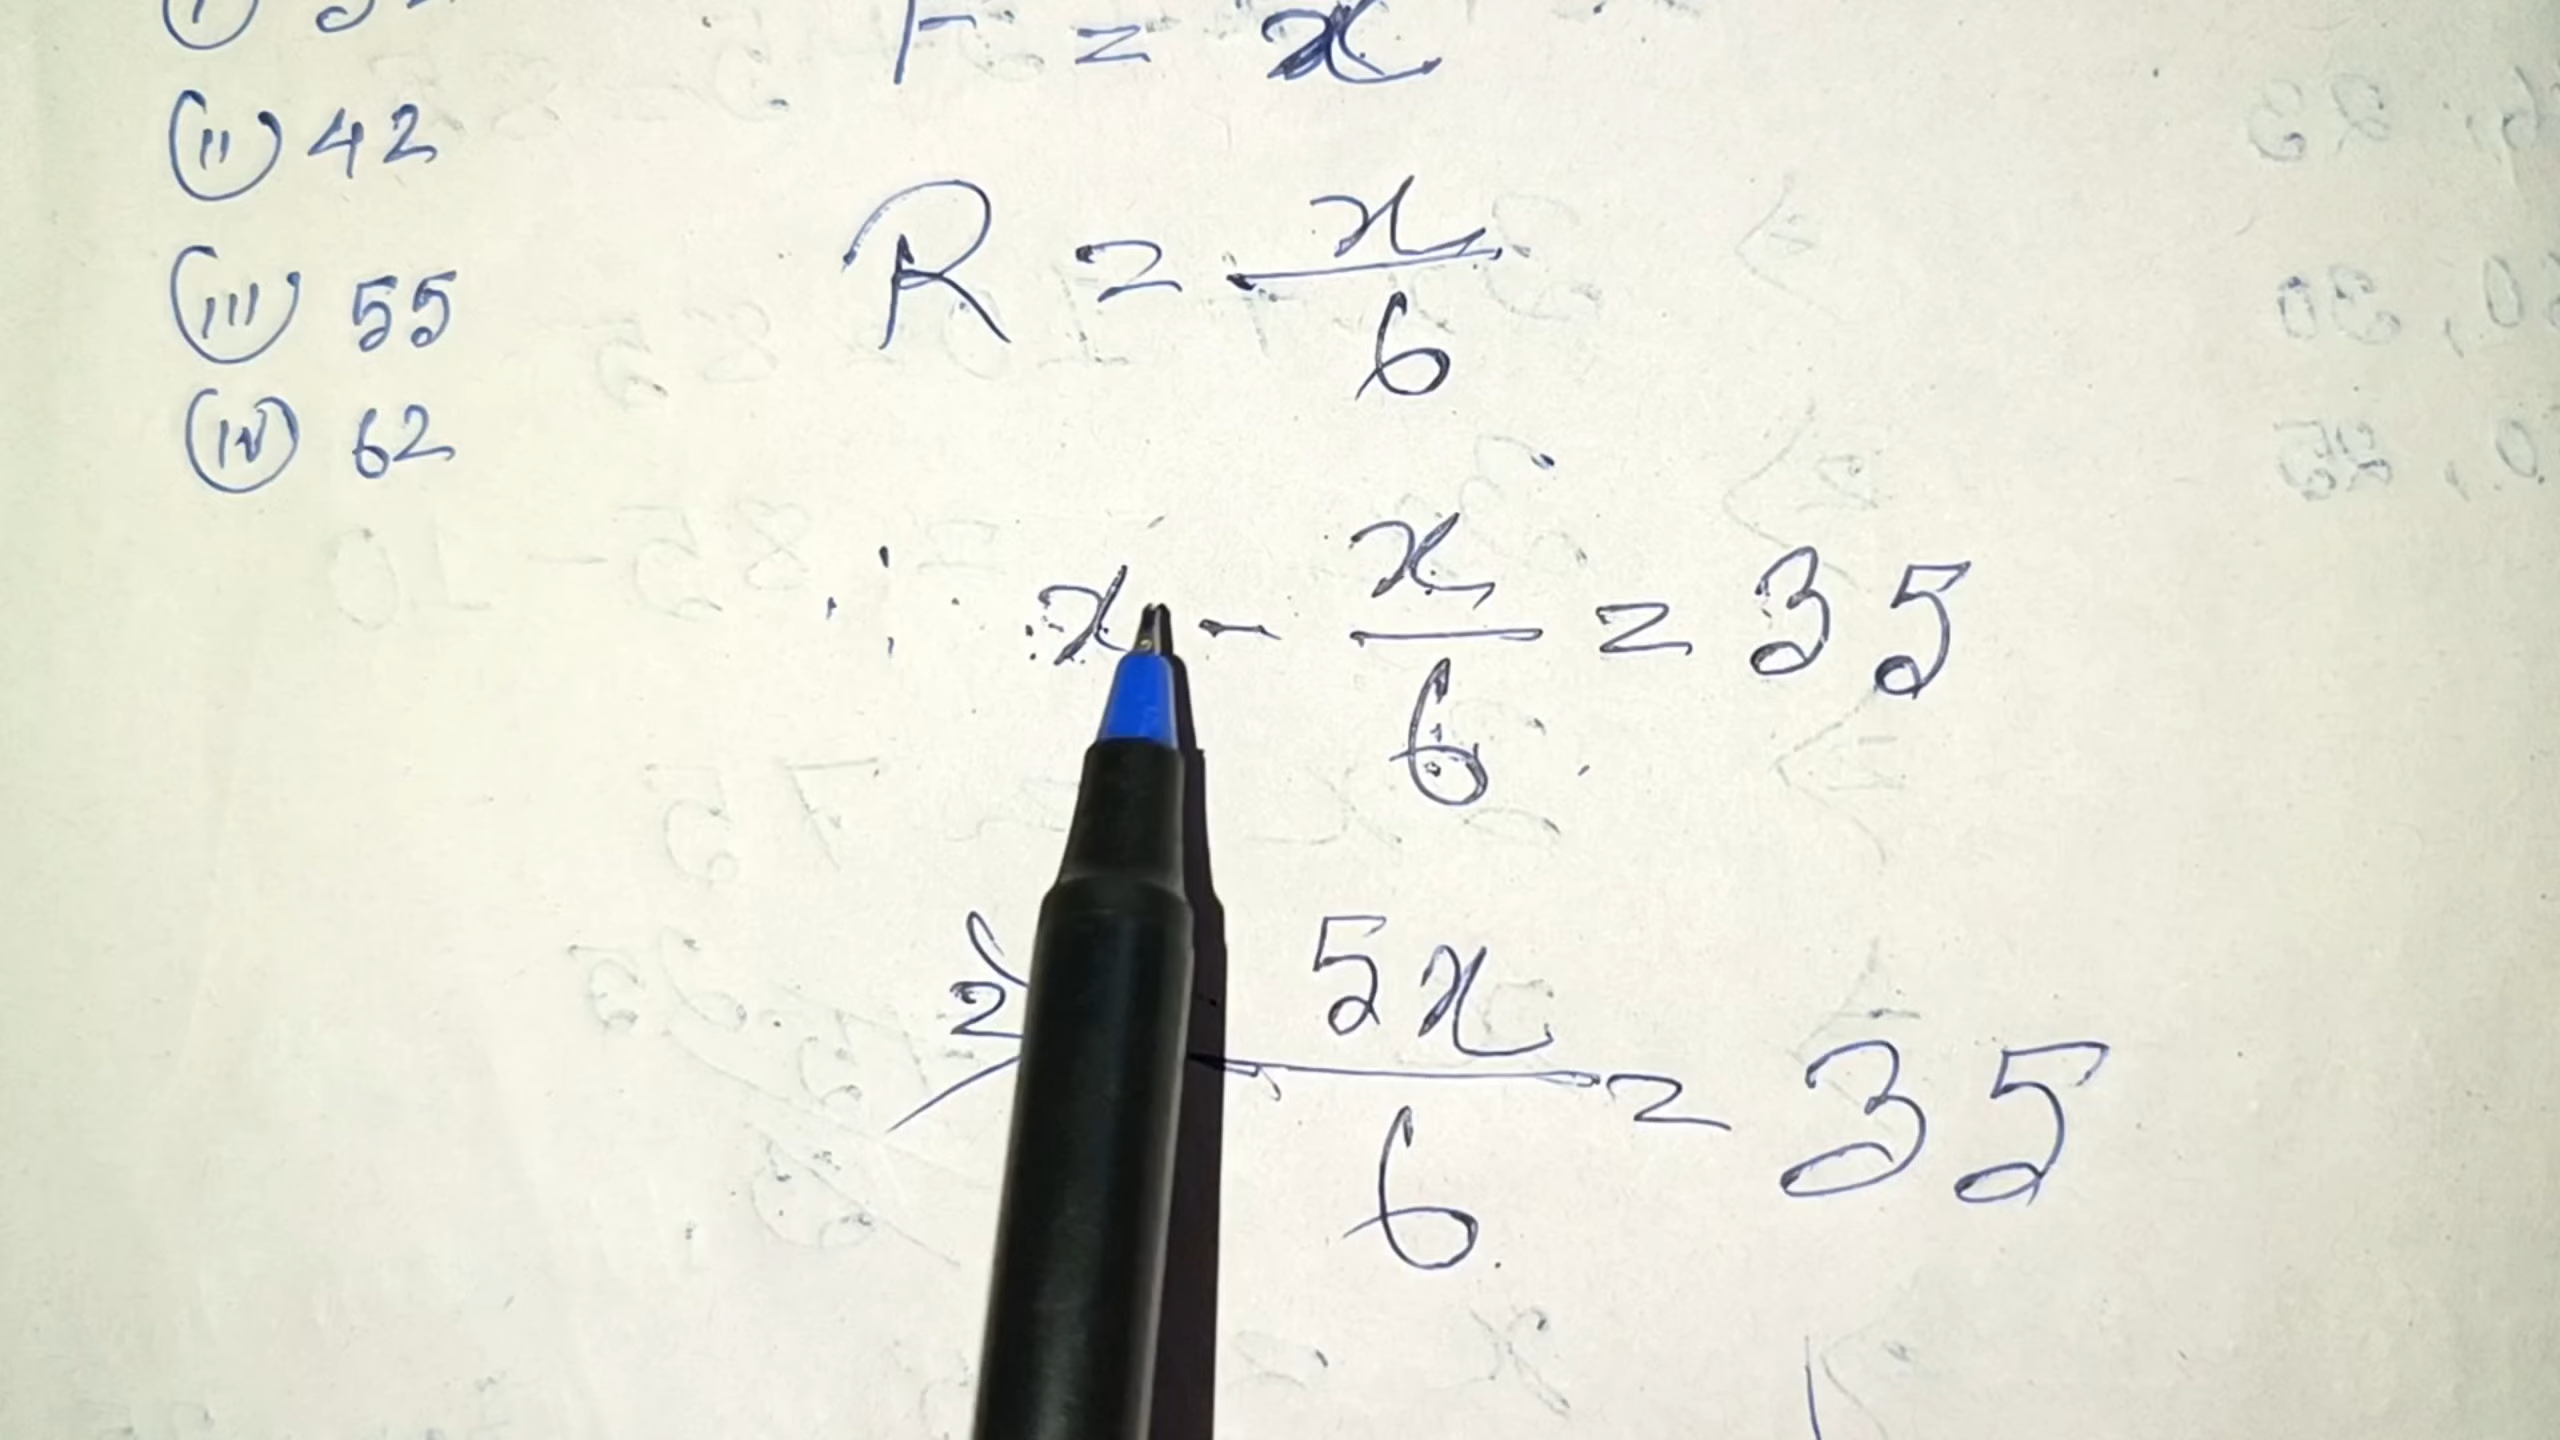 F = x
(II) 42
R = x/6
(III) 55
(IV) 62
∴ x - x/6 = 35
5x/6 = 35